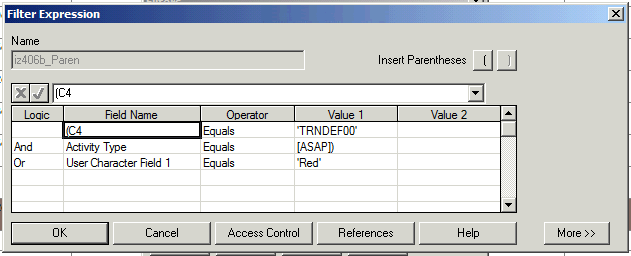 Filter Expression
Name
iz406b_Paren
Insert Parentheses ( )
(C4
Logic Field Name Operator Value 1 Value 2
(C4 Equals 'TRNDEF00'
And Activity Type Equals [ASAP])
Or User Character Field 1 Equals 'Red'
OK Cancel Access Control References Help More >>